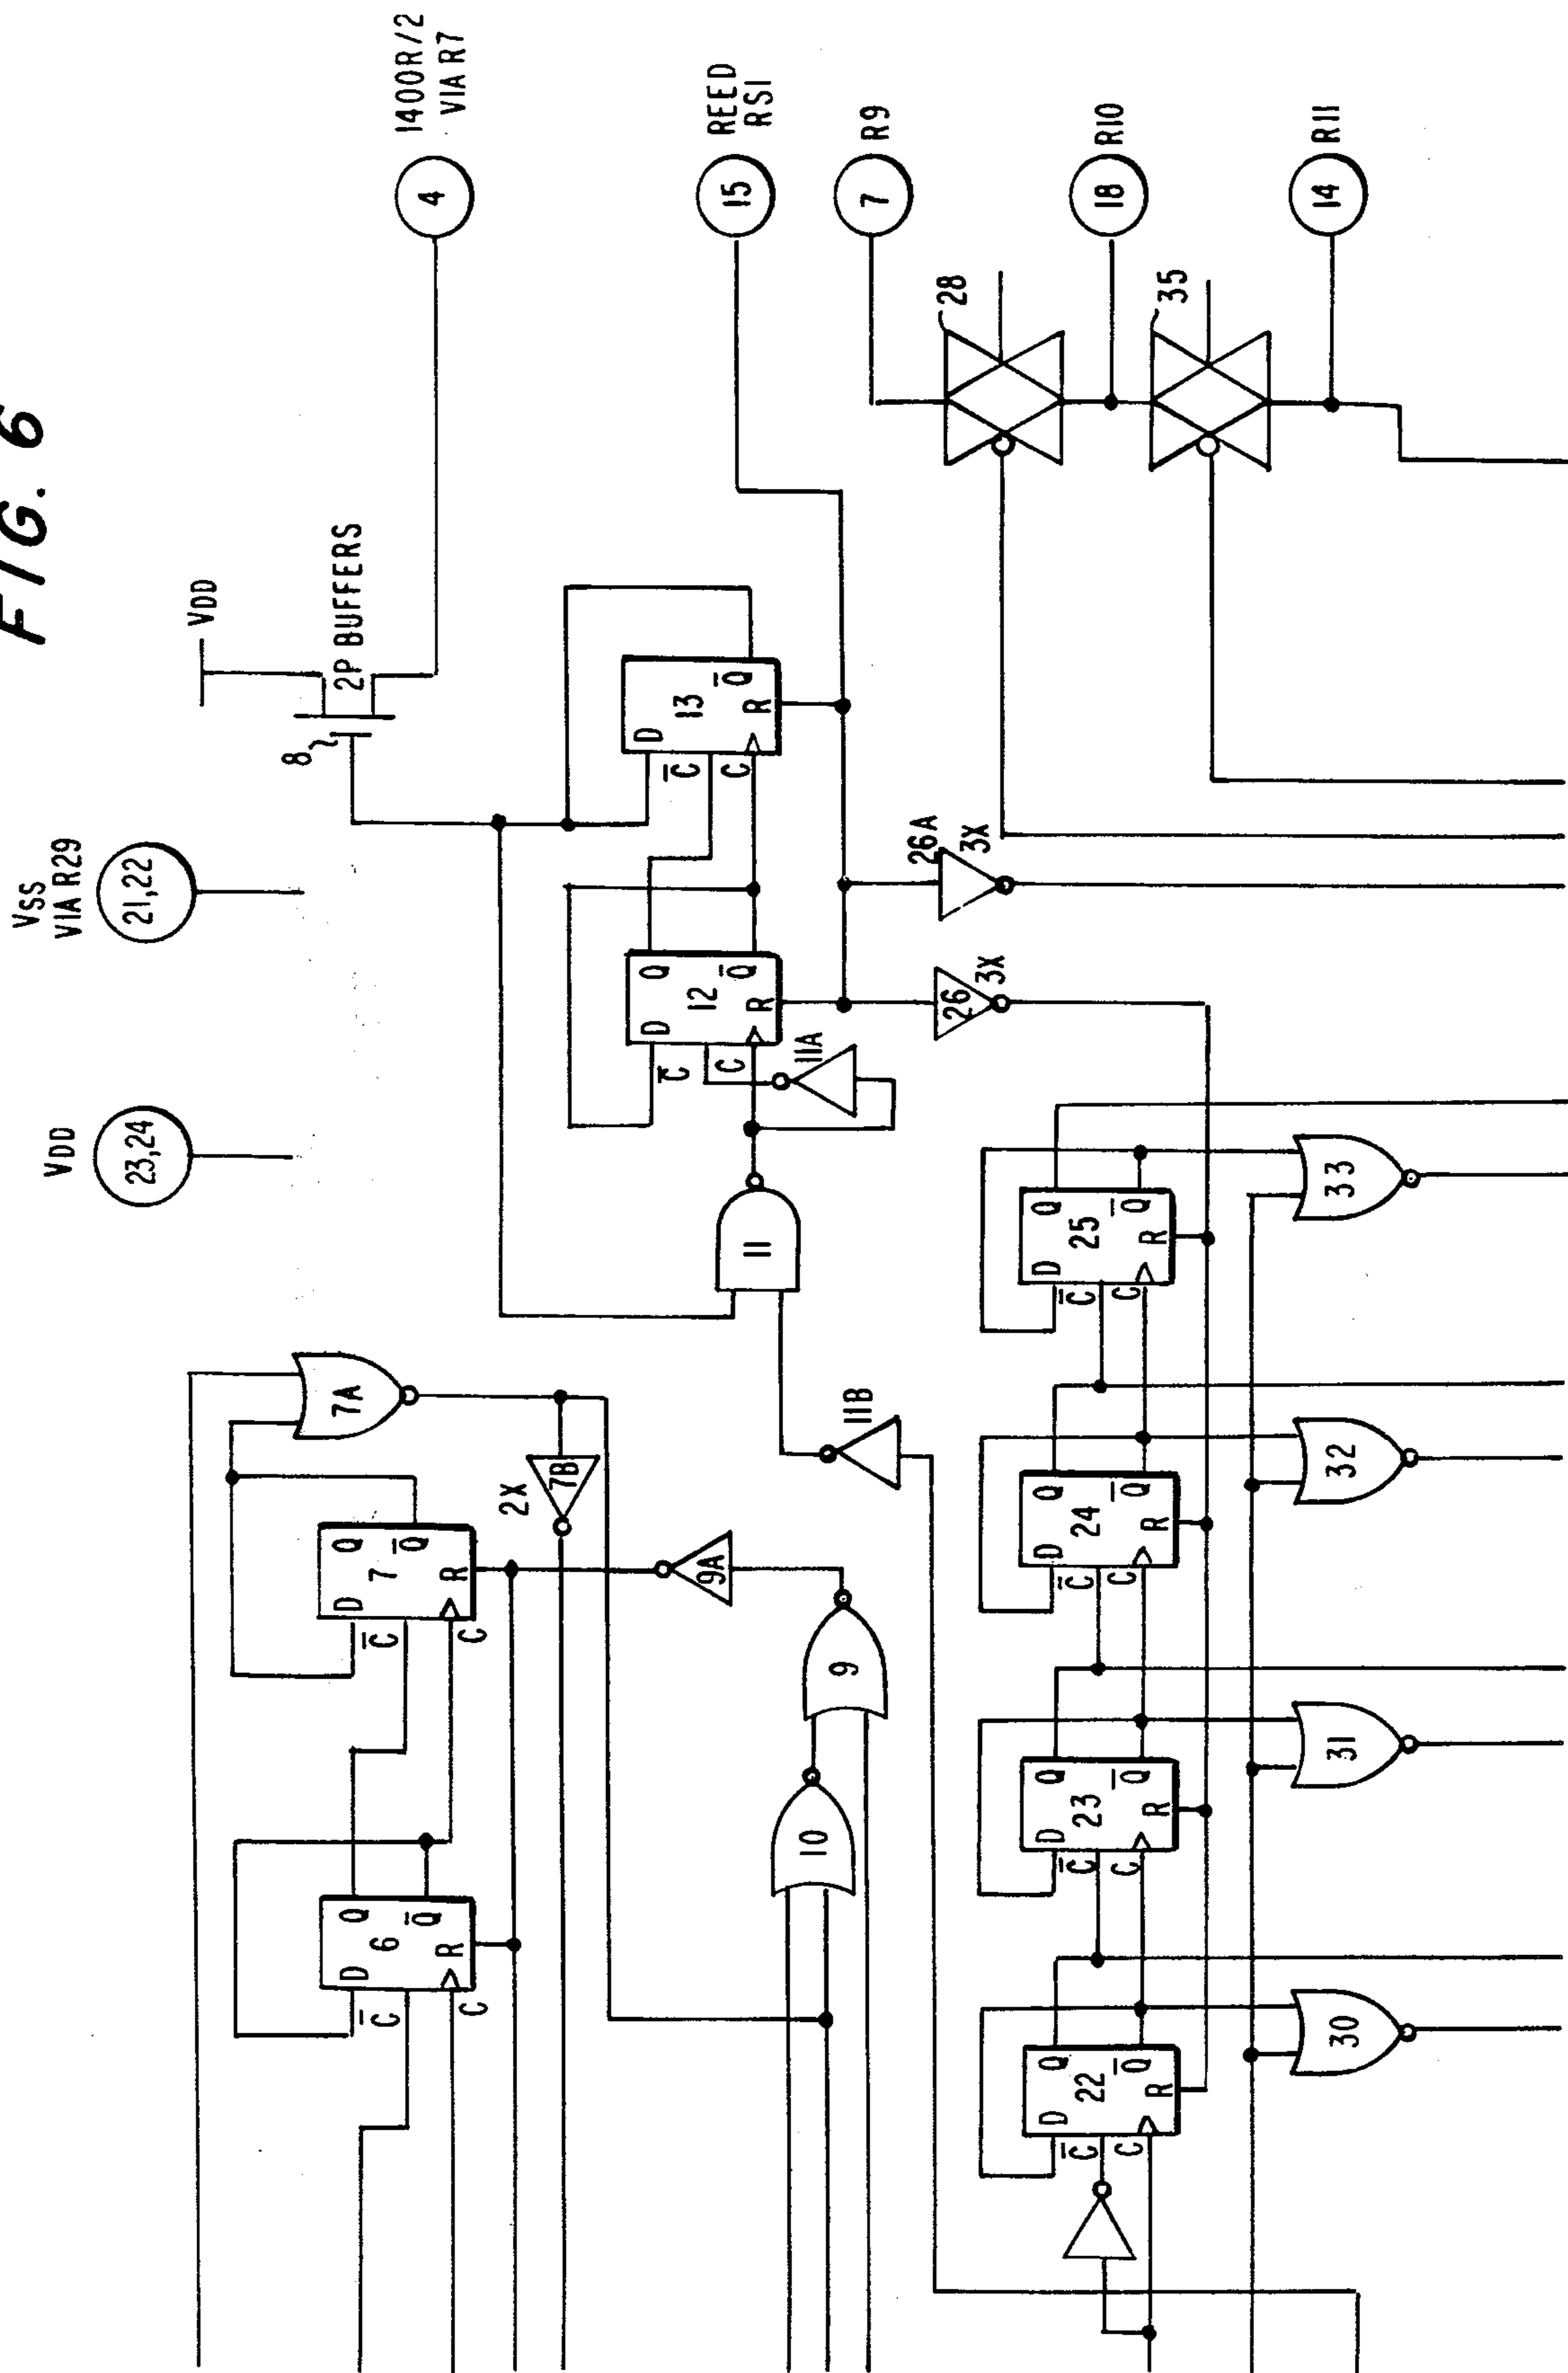 FIG. 6
VDD
23,24
VSS
VIA R29
21,22
VDD
8
2P BUFFERS
4
1400R/2
VIA R7
D
Q
C̅
6
Q̅
C
R
D
Q
C̅
7
Q̅
C
R
7A
2X
7B
9A
10
9
11
11A
11B
D
Q
C̅
12
Q̅
C
R
D
C̅
13
Q̅
C
R
15
REED
RS1
26
3X
26A
3X
7
R9
28
18
R10
35
14
R11
D
Q
C̅
22
Q̅
C
R
D
Q
C̅
23
Q̅
C
R
D
Q
C̅
24
Q̅
C
R
D
Q
C̅
25
Q̅
C
R
30
31
32
33